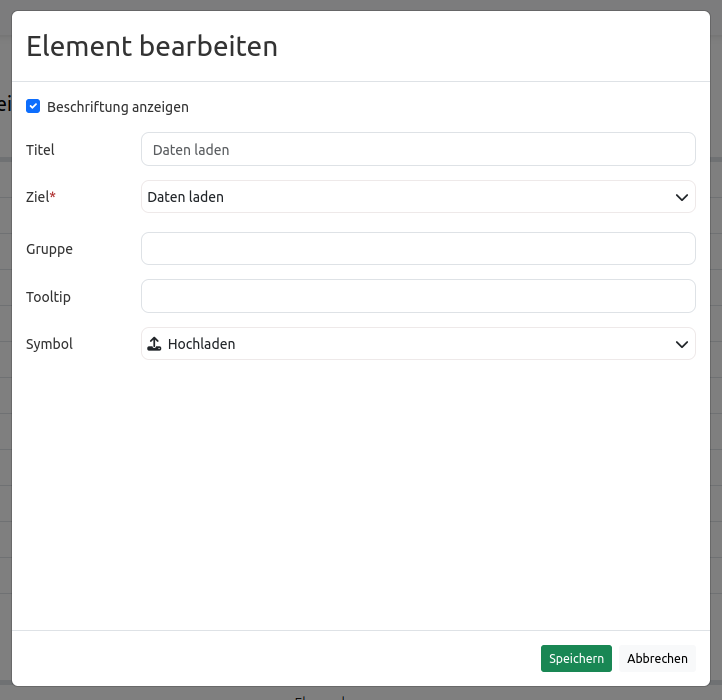 Element bearbeiten
Beschriftung anzeigen
Titel Daten laden
Ziel* Daten laden
Gruppe
Tooltip
Symbol Hochladen
Speichern Abbrechen